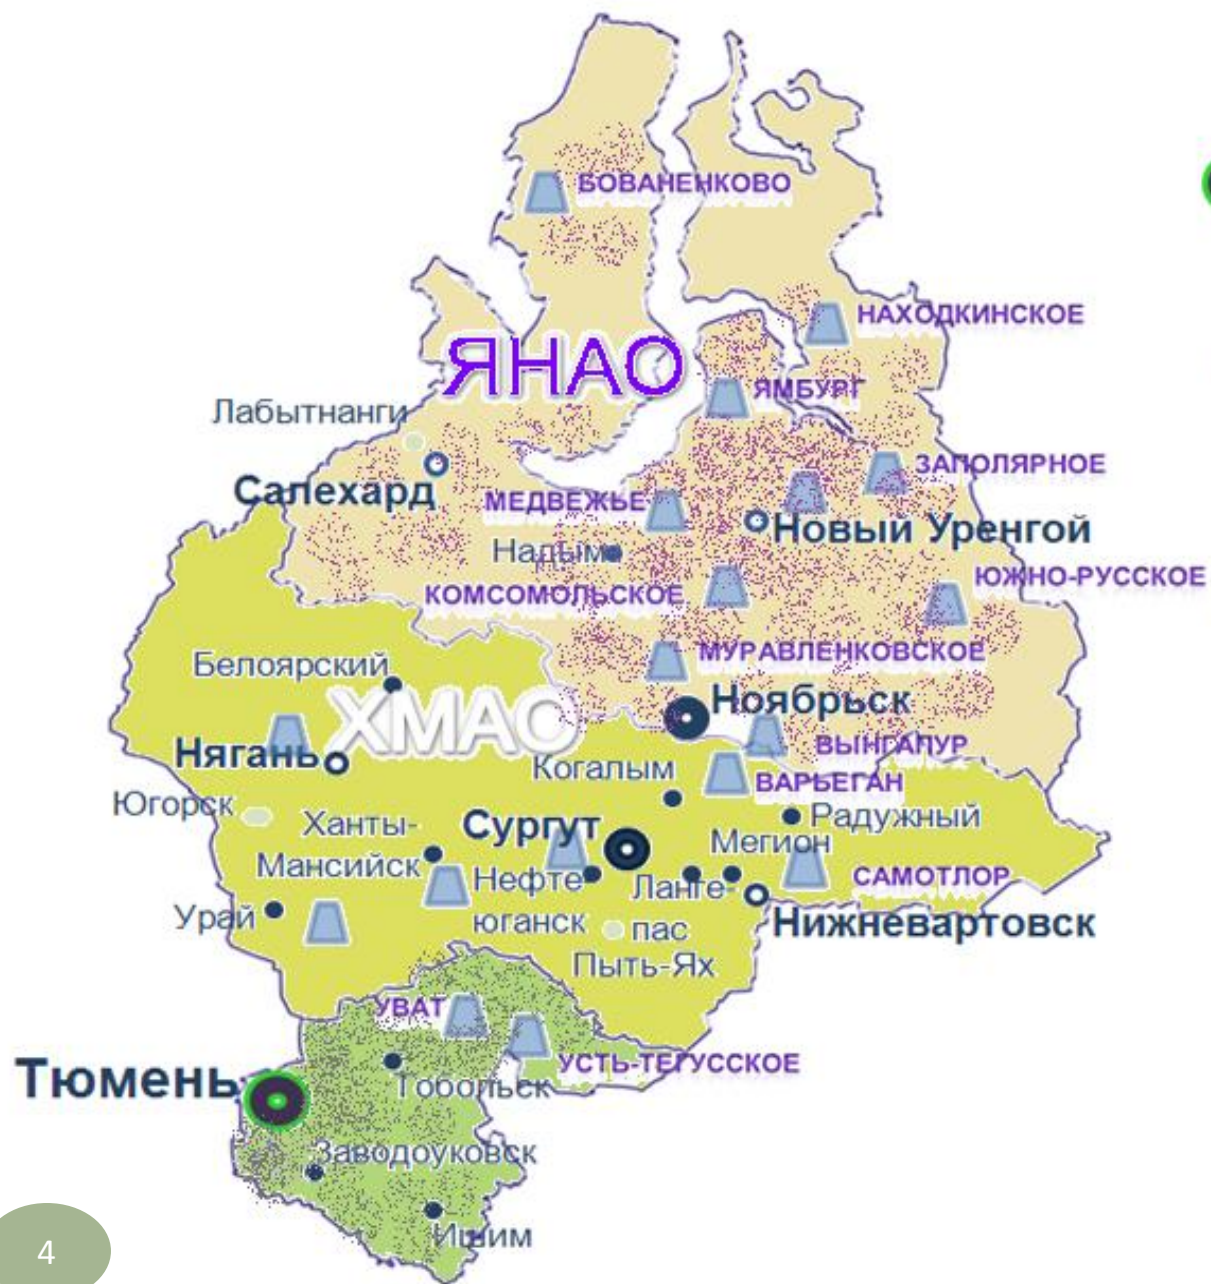 БОВАНЕНКОВО
НАХОДКИНСКОЕ
ЯНАО
ЯМБУРГ
Лабытнанги
ЗАПОЛЯРНОЕ
Салехард
МЕДВЕЖЬЕ
Новый Уренгой
Надым
ЮЖНО-РУССКОЕ
КОМСОМОЛЬСКОЕ
МУРАВЛЕНКОВСКОЕ
Белоярский
Ноябрьск
ХМАО
ВЫНГАПУР
Нягань
Когалым
ВАРЬЕГАН
Югорск
Радужный
Ханты-
Мансийск
Сургут
Мегион
САМОТЛОР
Нефте
юганск
Ланге-
пас
Урай
Нижневартовск
Пыть-Ях
УВАТ
УСТЬ-ТЕГУССКОЕ
Тюмень
Тобольск
Заводоуковск
Ишим
4